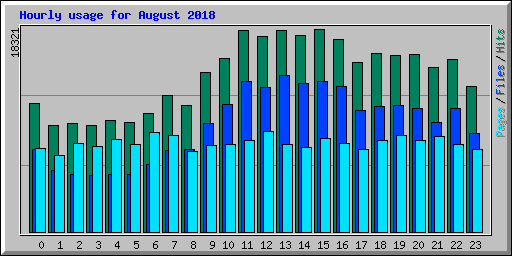 Hourly usage for August 2018
18321
Pages/Files/Hits
0 1 2 3 4 5 6 7 8 9 10 11 12 13 14 15 16 17 18 19 20 21 22 23